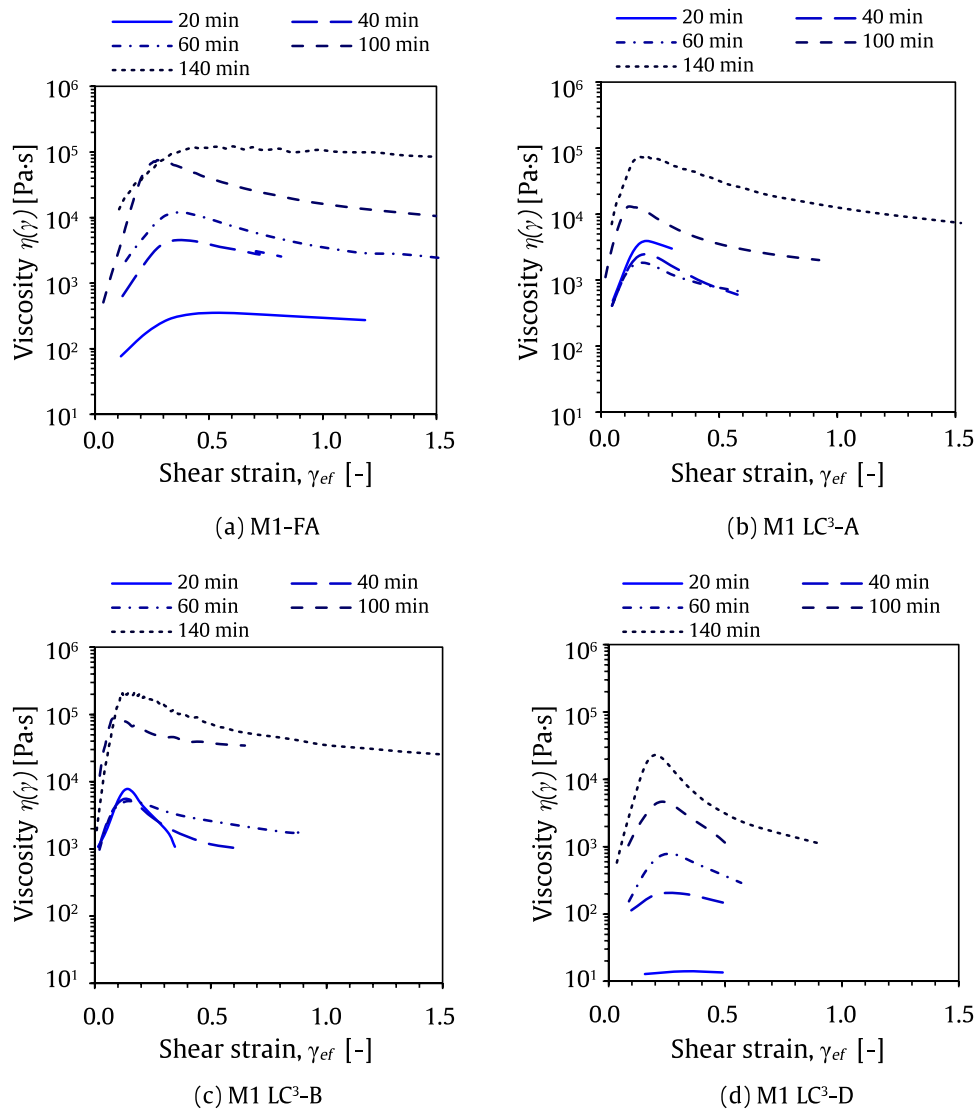 20 min 40 min
60 min 100 min
140 min
Viscosity η(γ) [Pa·s]
10⁶
10⁵
10⁴
10³
10²
10¹
0.0 0.5 1.0 1.5
Shear strain, γef [-]
(a) M1-FA
20 min 40 min
60 min 100 min
140 min
Viscosity η(γ) [Pa·s]
10⁶
10⁵
10⁴
10³
10²
10¹
0.0 0.5 1.0 1.5
Shear strain, γef [-]
(b) M1 LC³-A
20 min 40 min
60 min 100 min
140 min
Viscosity η(γ) [Pa·s]
10⁶
10⁵
10⁴
10³
10²
10¹
0.0 0.5 1.0 1.5
Shear strain, γef [-]
(c) M1 LC³-B
20 min 40 min
60 min 100 min
140 min
Viscosity η(γ) [Pa·s]
10⁶
10⁵
10⁴
10³
10²
10¹
0.0 0.5 1.0 1.5
Shear strain, γef [-]
(d) M1 LC³-D